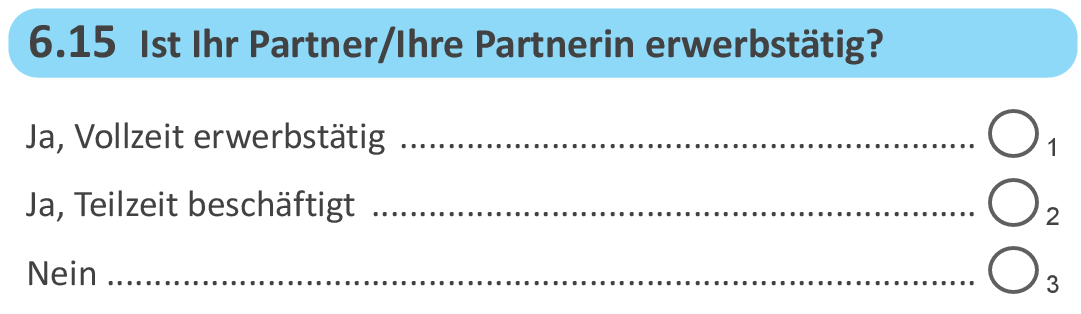 6.15 Ist Ihr Partner/Ihre Partnerin erwerbstätig?
Ja, Vollzeit erwerbstätig ............................................................ 1
Ja, Teilzeit beschäftigt ............................................................... 2
Nein ........................................................................................... 3